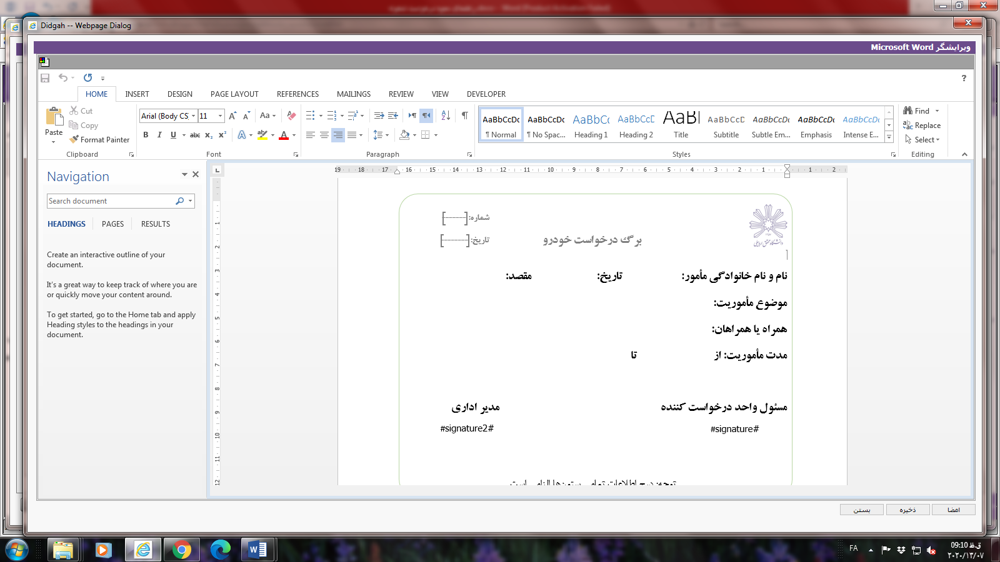 Didgah -- Webpage Dialog
ویرایشگر Microsoft Word
?
HOME INSERT DESIGN PAGE LAYOUT REFERENCES MAILINGS REVIEW VIEW DEVELOPER
Paste
Cut
Copy
Format Painter
Clipboard
Arial (Body CS 11
Font
Paragraph
AaBbCcDc AaBbCcDc AaBbCc AaBbCcD AaBl AaBbCcD AaBbCcDc AaBbCcDc AaBbCcDc
¶ Normal ¶ No Spac... Heading 1 Heading 2 Title Subtitle Subtle Em... Emphasis Intense E...
Styles
Find
Replace
Select
Editing
Navigation
Search document
HEADINGS PAGES RESULTS
Create an interactive outline of your
document.
It's a great way to keep track of where you are
or quickly move your content around.
To get started, go to the Home tab and apply
Heading styles to the headings in your
document.
19 18 17 16 15 14 13 12 11 10 9 8 7 6 5 4 3 2 1 1 2
1
2
3
4
5
6
7
8
9
10
11
12
شماره:[------]
تاریخ:[-------]
برگ درخواست خودرو
دانشگاه محقق اردبیلی
نام و نام خانوادگی مأمور: تاریخ: مقصد:
موضوع مأموریت:
همراه یا همراهان:
مدت مأموریت: از تا
مسئول واحد درخواست کننده مدیر اداری
#signature# #signature2#
توجه: درج اطلاعات تمامی ستون‌ها الزامی است
امضا ذخیره بستن
FA
09:10 ق.ظ
۲۰۲۰/۱۲/۰۷